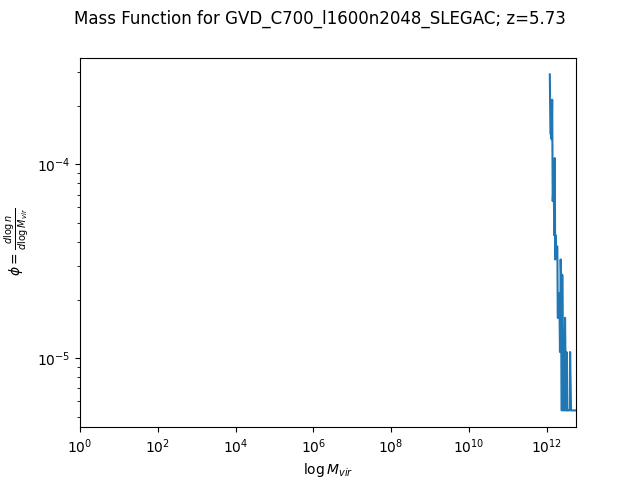 Mass Function for GVD_C700_l1600n2048_SLEGAC; z=5.73
10⁻⁴
10⁻⁵
ϕ = d log n / d log M_vir
10⁰ 10² 10⁴ 10⁶ 10⁸ 10¹⁰ 10¹²
log M_vir